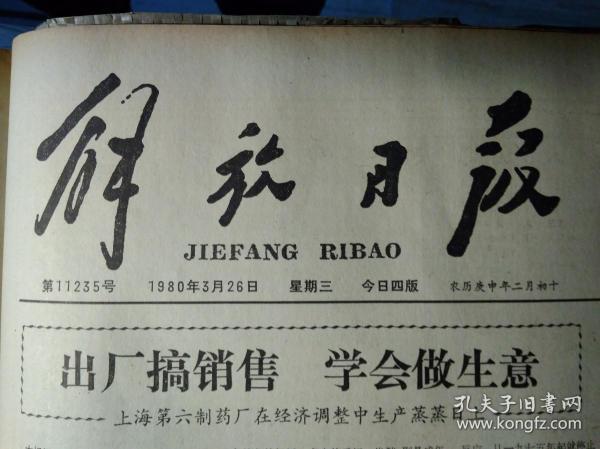 解放日报
JIEFANG RIBAO
第11235号 1980年3月26日 星期三 今日四版 农历庚申年二月初十
出厂搞销售 学会做生意
上海第六制药厂在经济调整中生产蒸蒸日上
孔夫子旧书网
www.kongfz.com